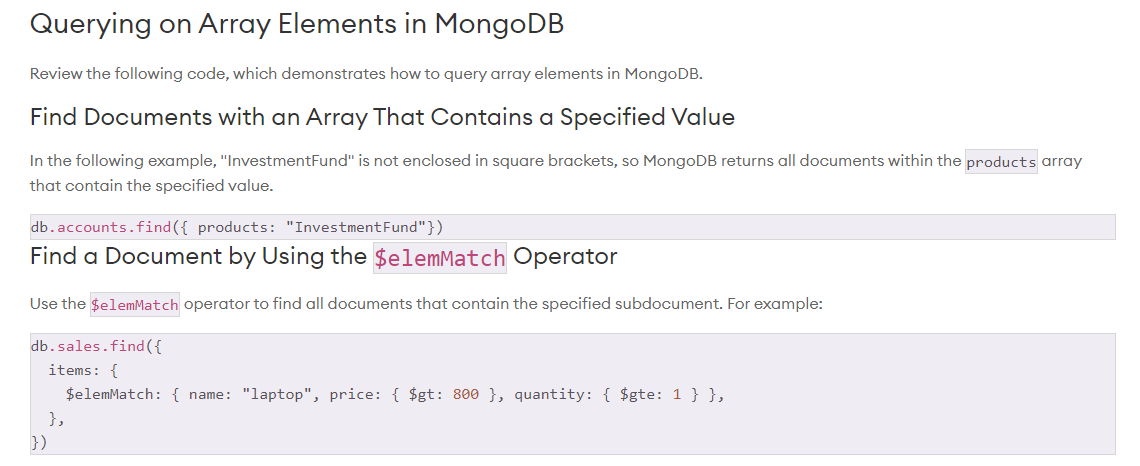 Querying on Array Elements in MongoDB
Review the following code, which demonstrates how to query array elements in MongoDB.
Find Documents with an Array That Contains a Specified Value
In the following example, "InvestmentFund" is not enclosed in square brackets, so MongoDB returns all documents within the products array
that contain the specified value.
db.accounts.find({ products: "InvestmentFund"})
Find a Document by Using the $elemMatch Operator
Use the $elemMatch operator to find all documents that contain the specified subdocument. For example:
db.sales.find({
  items: {
    $elemMatch: { name: "laptop", price: { $gt: 800 }, quantity: { $gte: 1 } },
  },
})